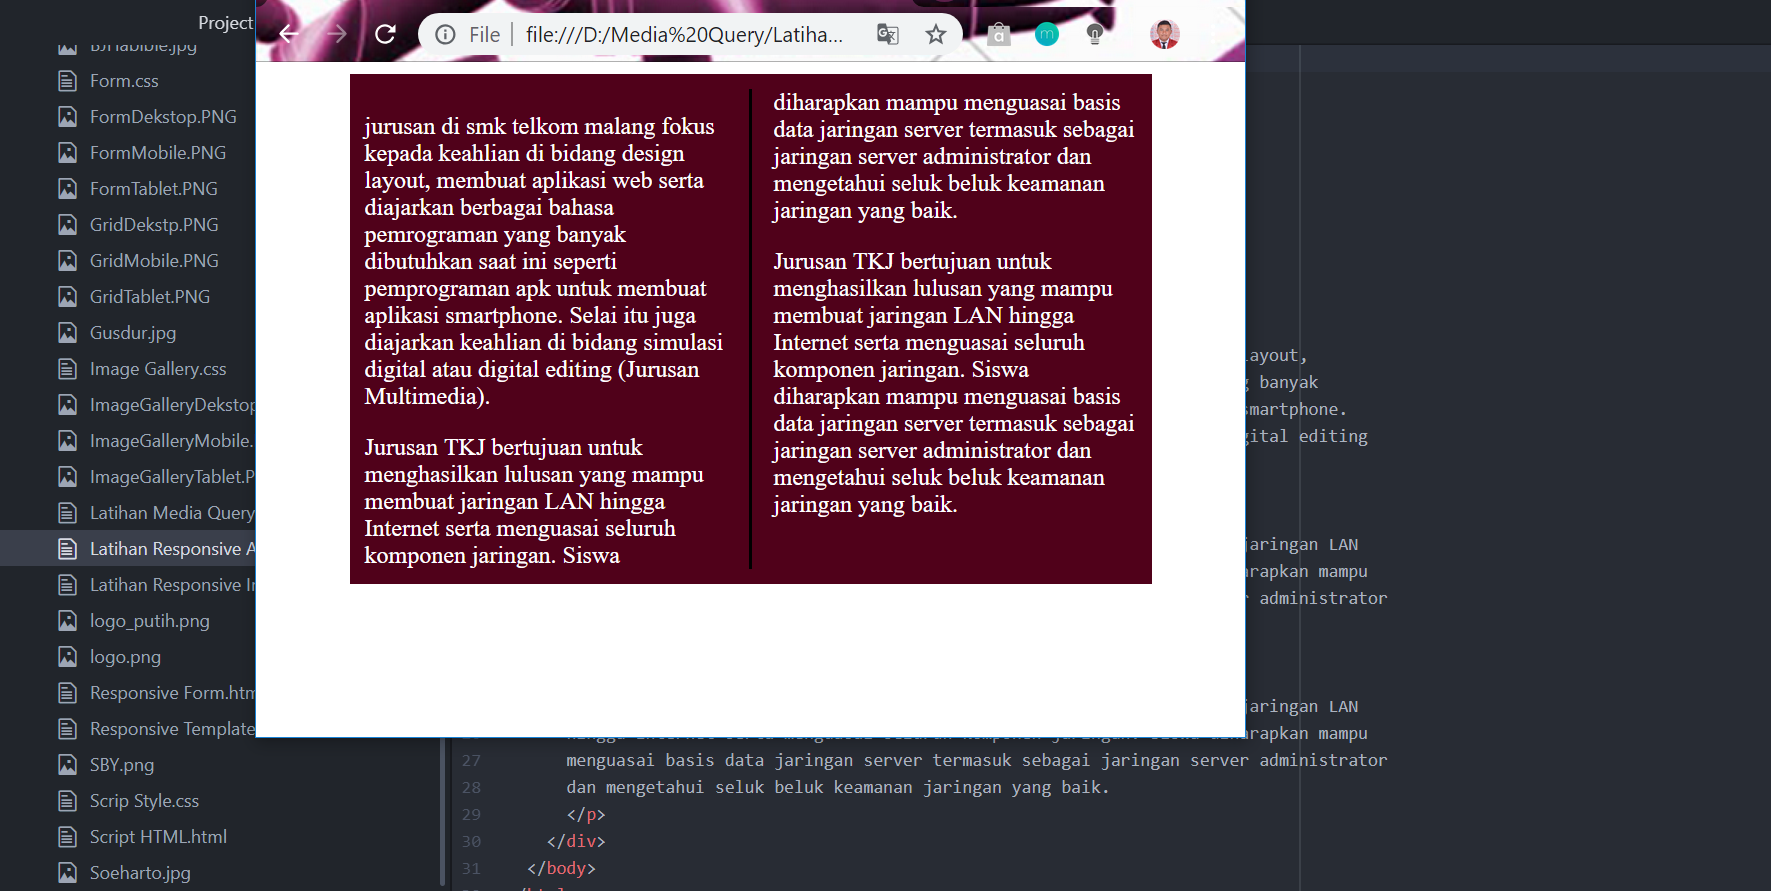 Project
BJHabibie.jpg
Form.css
FormDekstop.PNG
FormMobile.PNG
FormTablet.PNG
GridDekstp.PNG
GridMobile.PNG
GridTablet.PNG
Gusdur.jpg
Image Gallery.css
ImageGalleryDekstop
ImageGalleryMobile.
ImageGalleryTablet.P
Latihan Media Query
Latihan Responsive A
Latihan Responsive I
logo_putih.png
logo.png
Responsive Form.htm
Responsive Template
SBY.png
Scrip Style.css
Script HTML.html
Soeharto.jpg
File
file:///D:/Media%20Query/Latiha...
jurusan di smk telkom malang fokus
kepada keahlian di bidang design
layout, membuat aplikasi web serta
diajarkan berbagai bahasa
pemrograman yang banyak
dibutuhkan saat ini seperti
pemprograman apk untuk membuat
aplikasi smartphone. Selai itu juga
diajarkan keahlian di bidang simulasi
digital atau digital editing (Jurusan
Multimedia).
Jurusan TKJ bertujuan untuk
menghasilkan lulusan yang mampu
membuat jaringan LAN hingga
Internet serta menguasai seluruh
komponen jaringan. Siswa
diharapkan mampu menguasai basis
data jaringan server termasuk sebagai
jaringan server administrator dan
mengetahui seluk beluk keamanan
jaringan yang baik.
Jurusan TKJ bertujuan untuk
menghasilkan lulusan yang mampu
membuat jaringan LAN hingga
Internet serta menguasai seluruh
komponen jaringan. Siswa
diharapkan mampu menguasai basis
data jaringan server termasuk sebagai
jaringan server administrator dan
mengetahui seluk beluk keamanan
jaringan yang baik.
ayout,
banyak
martphone.
gital editing
jaringan LAN
arapkan mampu
administrator
jaringan LAN
hingga internet serta menguasai seluruh komponen jaringan. Siswa diharapkan mampu
27 menguasai basis data jaringan server termasuk sebagai jaringan server administrator
28 dan mengetahui seluk beluk keamanan jaringan yang baik.
29 </p>
30 </div>
31 </body>